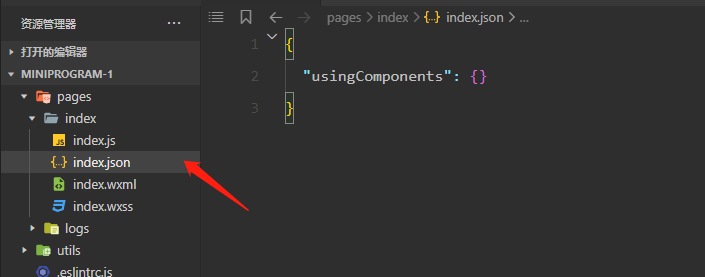 资源管理器 ...
打开的编辑器
MINIPROGRAM-1
pages
index
JS index.js
{..} index.json
index.wxml
index.wxss
logs
utils
.eslintrc.js
pages > index > {..} index.json > ...
1 {
2 "usingComponents": {}
3 }